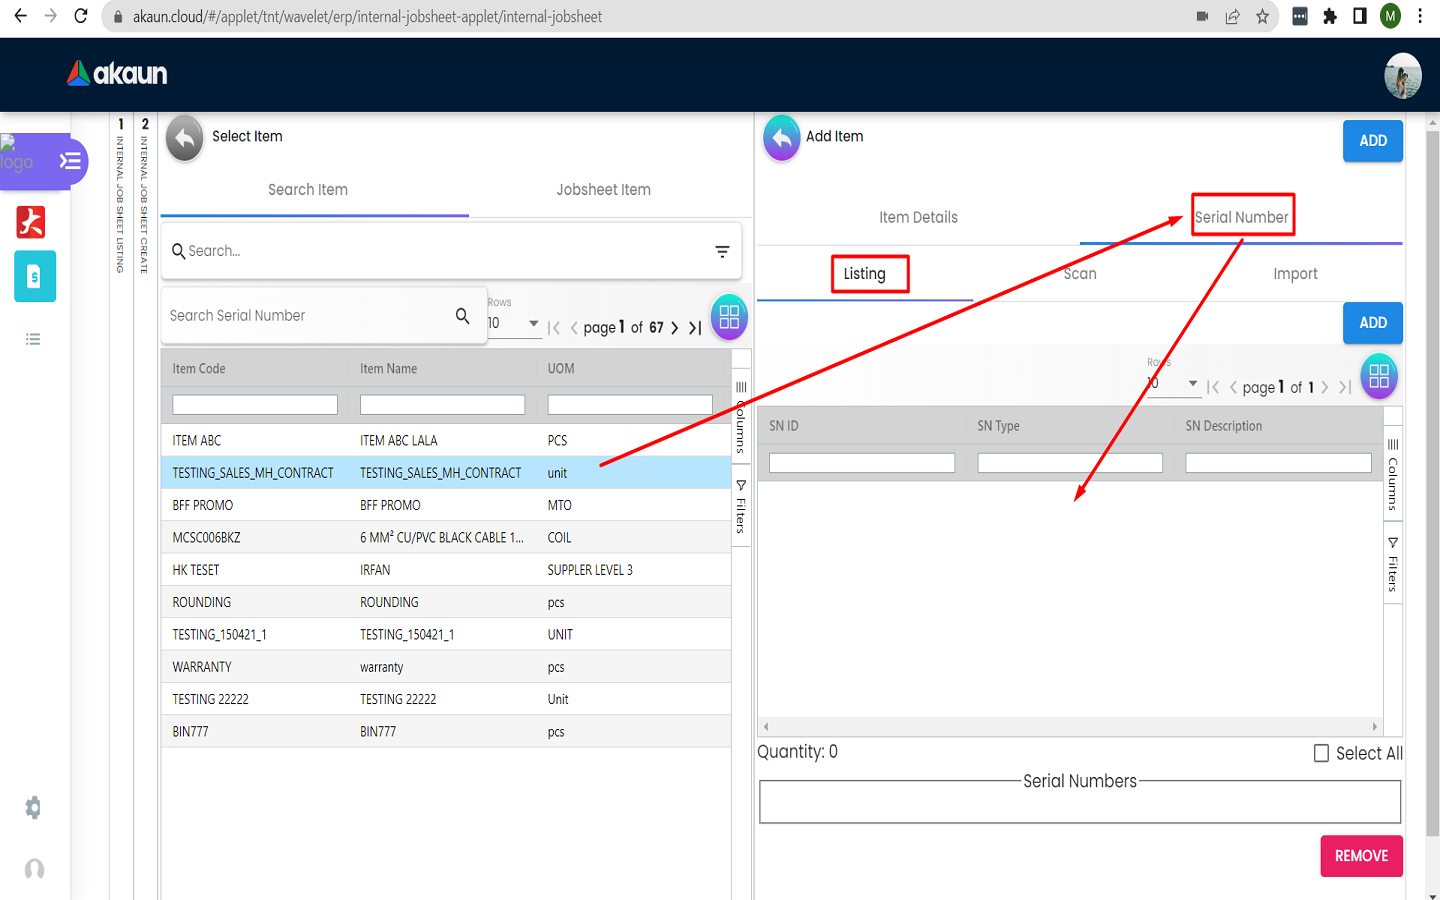 akaun.cloud/#/applet/tnt/wavelet/erp/internal-jobsheet-applet/internal-jobsheet
M
akaun
logo
1 INTERNAL JOB SHEET LISTING
2 INTERNAL JOB SHEET CREATE
Select Item
Search Item Jobsheet Item
Search...
Search Serial Number
Rows
10
page 1 of 67
Item Code Item Name UOM
ITEM ABC ITEM ABC LALA PCS
TESTING_SALES_MH_CONTRACT TESTING_SALES_MH_CONTRACT unit
BFF PROMO BFF PROMO MTO
MCSC006BKZ 6 MM² CU/PVC BLACK CABLE 1... COIL
HK TESET IRFAN SUPPLER LEVEL 3
ROUNDING ROUNDING pcs
TESTING_150421_1 TESTING_150421_1 UNIT
WARRANTY warranty pcs
TESTING 22222 TESTING 22222 Unit
BIN777 BIN777 pcs
Columns
Filters
Add Item
ADD
Item Details Serial Number
Listing Scan Import
ADD
Rows
10
page 1 of 1
SN ID SN Type SN Description
Columns
Filters
Quantity: 0 Select All
Serial Numbers
REMOVE